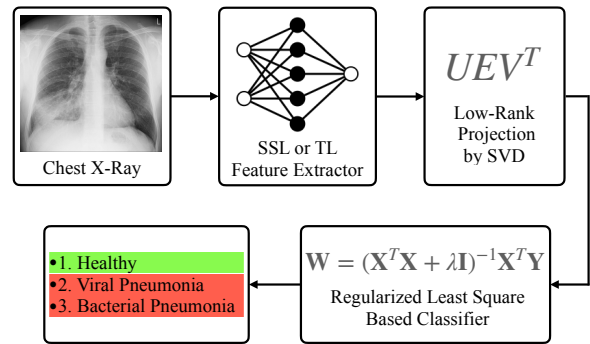 L
Chest X-Ray
SSL or TL
Feature Extractor
UEV^T
Low-Rank
Projection
by SVD
W = (X^T X + λI)^{-1} X^T Y
Regularized Least Square
Based Classifier
•1. Healthy
•2. Viral Pneumonia
•3. Bacterial Pneumonia